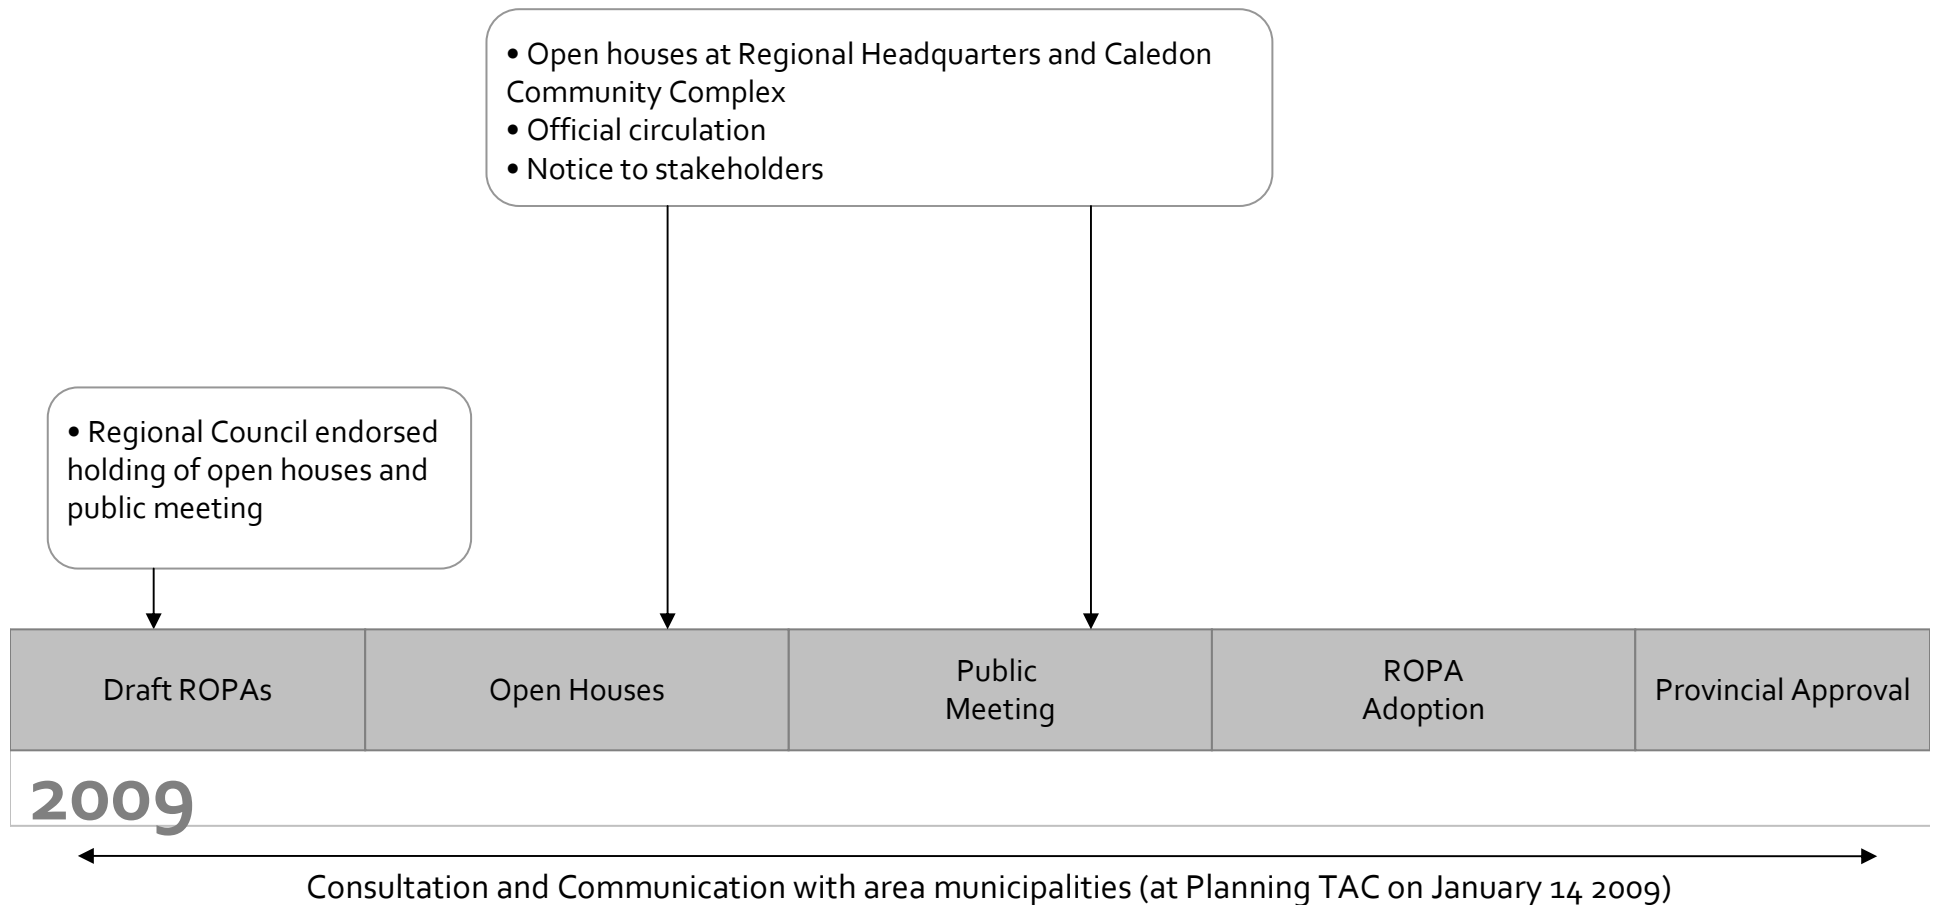 • Open houses at Regional Headquarters and Caledon
Community Complex
• Official circulation
• Notice to stakeholders
• Regional Council endorsed
holding of open houses and
public meeting
Draft ROPAs
Open Houses
Public
Meeting
ROPA
Adoption
Provincial Approval
2009
Consultation and Communication with area municipalities (at Planning TAC on January 14 2009)